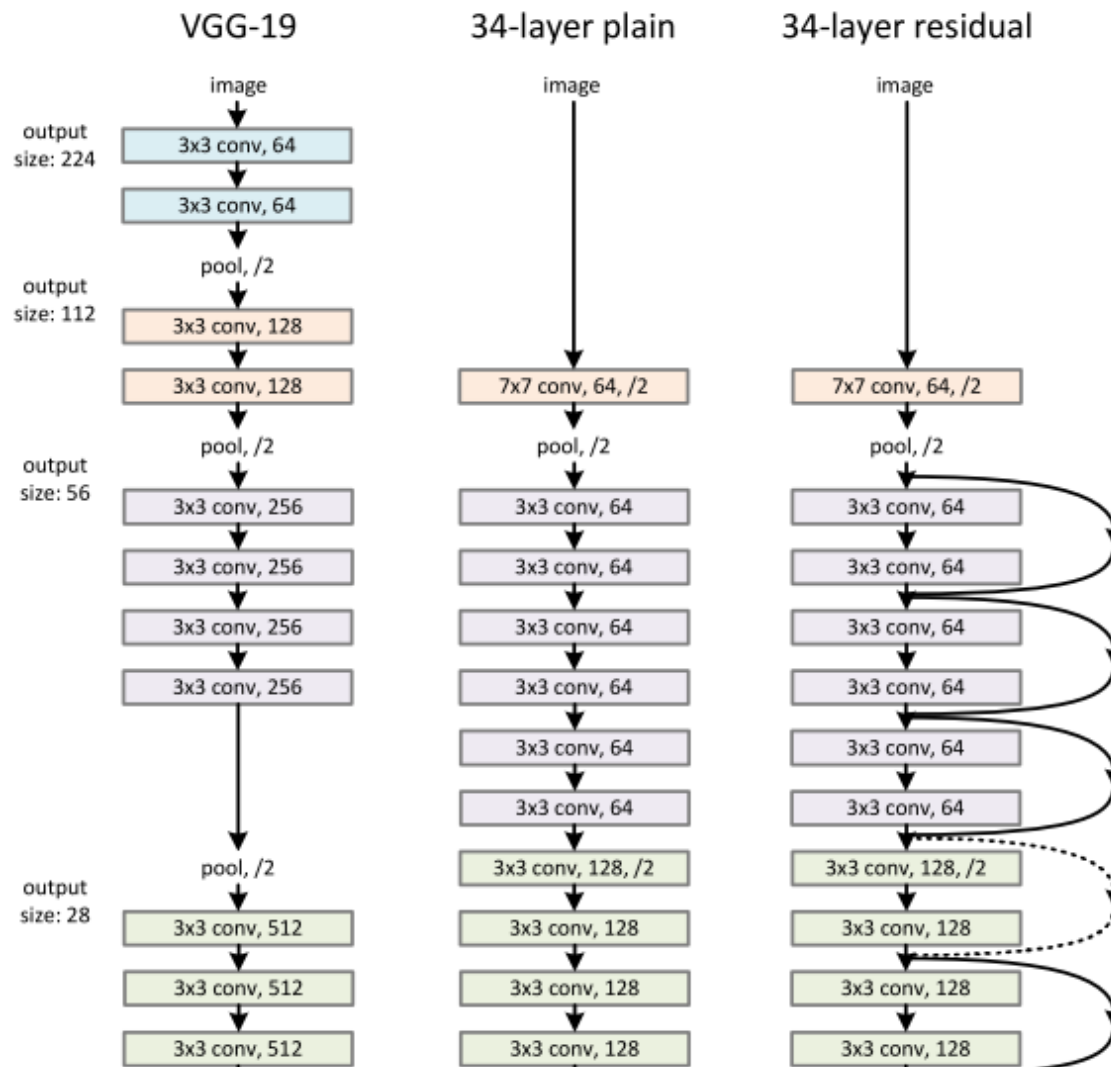 VGG-19
34-layer plain
34-layer residual
image
image
image
output
size: 224
3x3 conv, 64
3x3 conv, 64
pool, /2
output
size: 112
3x3 conv, 128
3x3 conv, 128
7x7 conv, 64, /2
7x7 conv, 64, /2
pool, /2
pool, /2
pool, /2
output
size: 56
3x3 conv, 256
3x3 conv, 64
3x3 conv, 64
3x3 conv, 256
3x3 conv, 64
3x3 conv, 64
3x3 conv, 256
3x3 conv, 64
3x3 conv, 64
3x3 conv, 256
3x3 conv, 64
3x3 conv, 64
3x3 conv, 64
3x3 conv, 64
3x3 conv, 64
3x3 conv, 64
pool, /2
3x3 conv, 128, /2
3x3 conv, 128, /2
output
size: 28
3x3 conv, 512
3x3 conv, 128
3x3 conv, 128
3x3 conv, 512
3x3 conv, 128
3x3 conv, 128
3x3 conv, 512
3x3 conv, 128
3x3 conv, 128